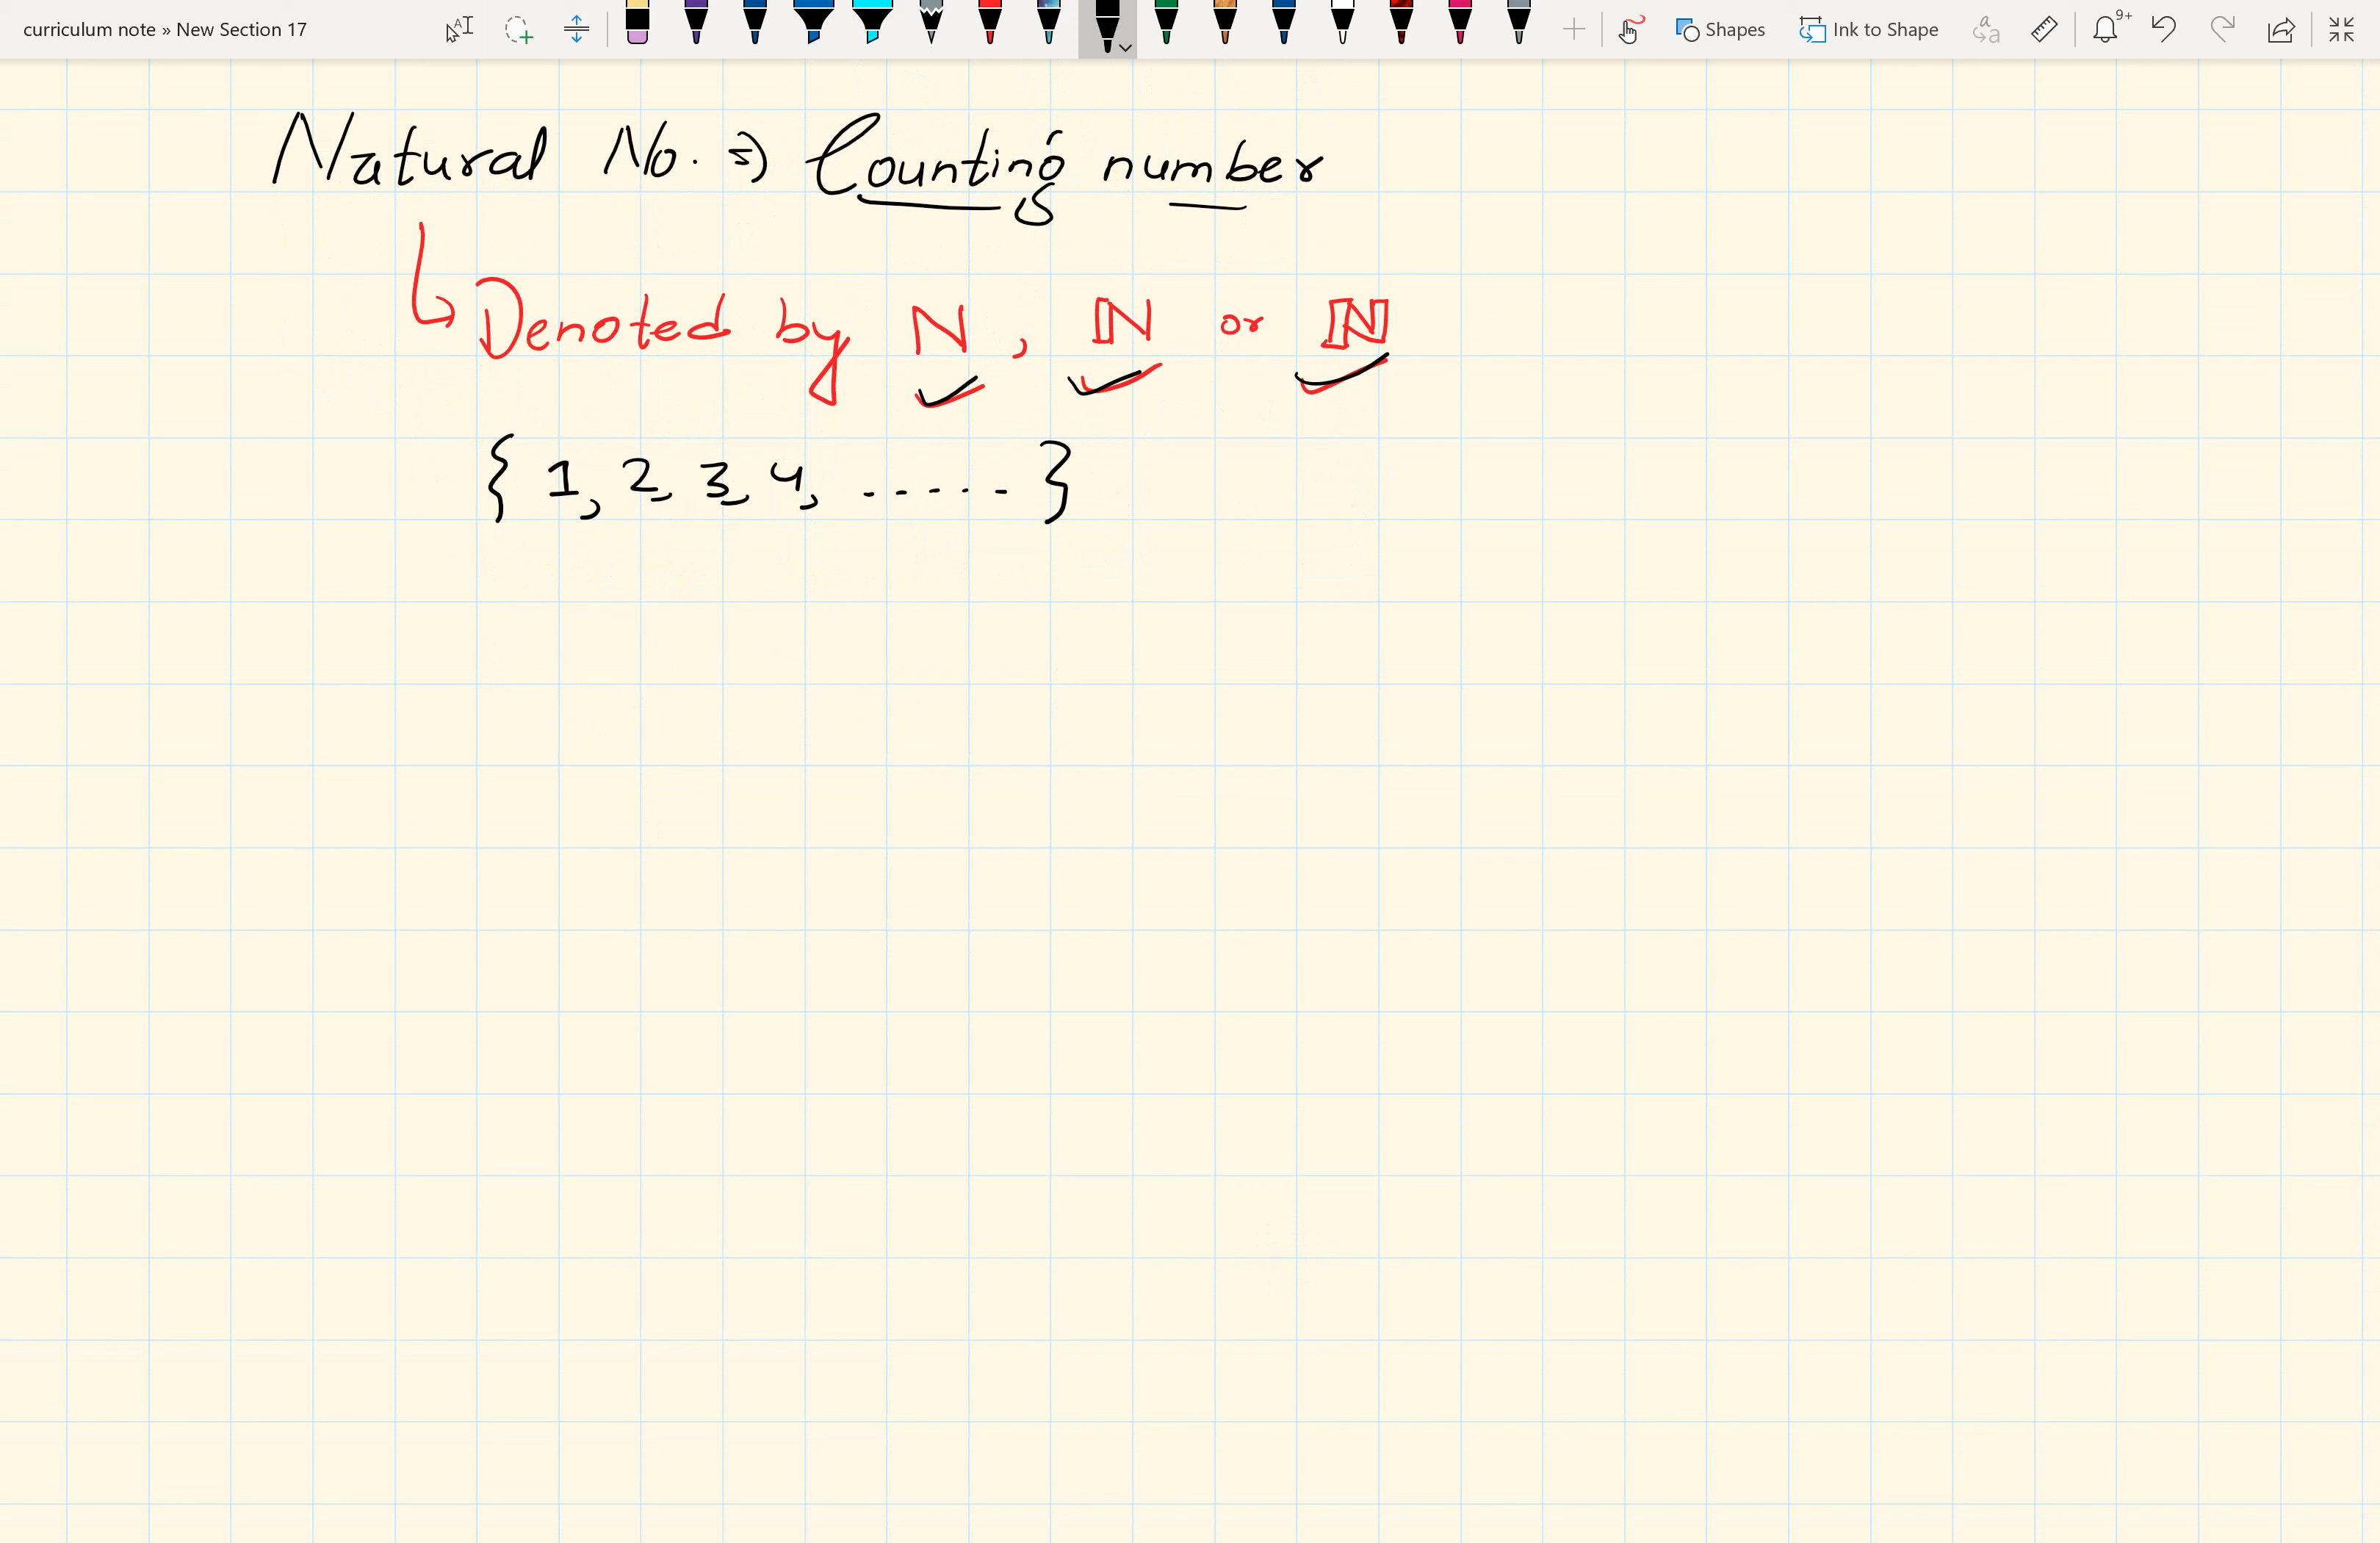 curriculum note » New Section 17
Shapes Ink to Shape 9+
Natural No. ⇒ Counting number
Denoted by N, ℕ or ℕ
{ 1, 2, 3, 4, ..... }